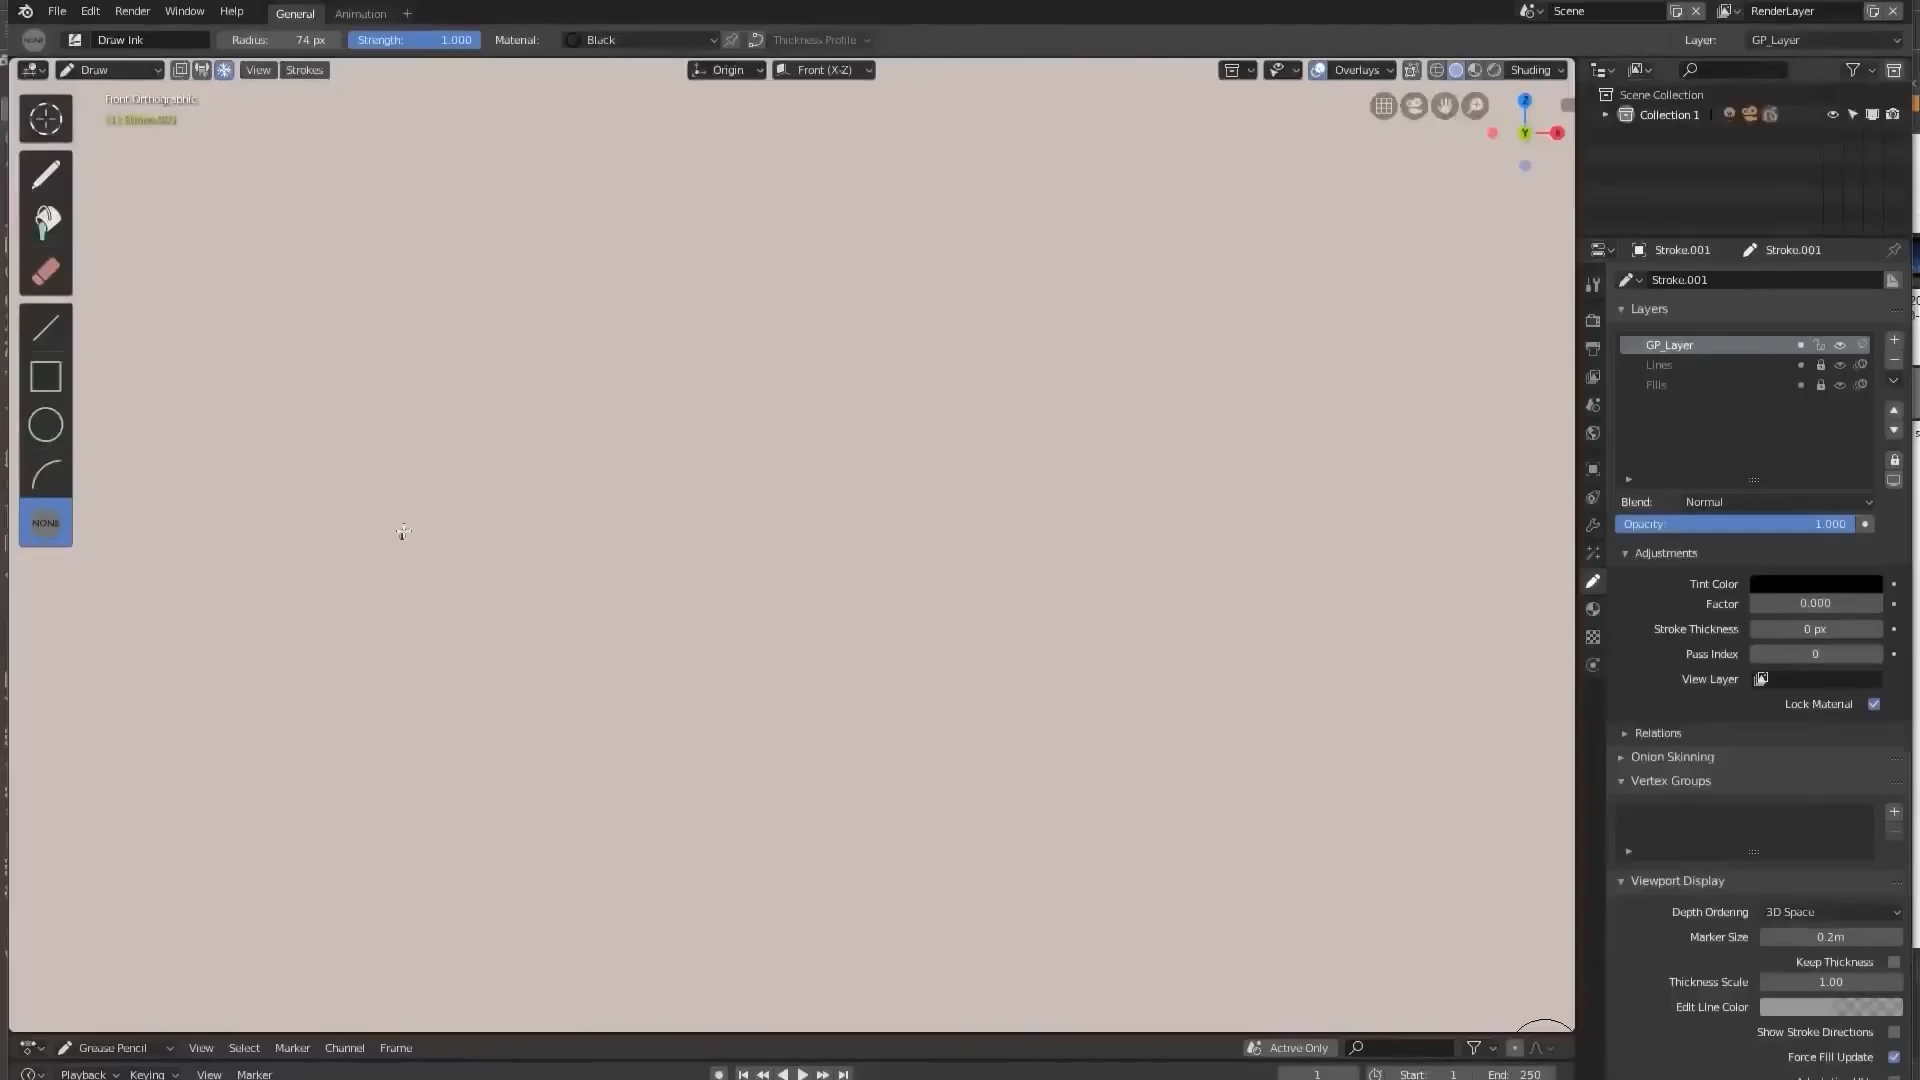 File Edit Render Window Help General Animation + Scene RenderLayer
Draw Ink Radius: 74 px Strength: 1.000 Material: Black Thickness Profile Layer: GP_Layer
Draw View Strokes Origin Front (X-Z) Overlays Shading
Front Orthographic
Z
Y
X
NONE
Scene Collection
Collection 1
Stroke.001 Stroke.001
Stroke.001
Layers
GP_Layer
Lines
Fills
Blend: Normal
Opacity: 1.000
Adjustments
Tint Color
Factor 0.000
Stroke Thickness 0 px
Pass Index 0
View Layer
Lock Material
Relations
Onion Skinning
Vertex Groups
Viewport Display
Depth Ordering 3D Space
Marker Size 0.2m
Keep Thickness
Thickness Scale 1.00
Edit Line Color
Show Stroke Directions
Force Fill Update
Grease Pencil View Select Marker Channel Frame Active Only
Playback Keying View Marker 1 Start: 1 End: 250